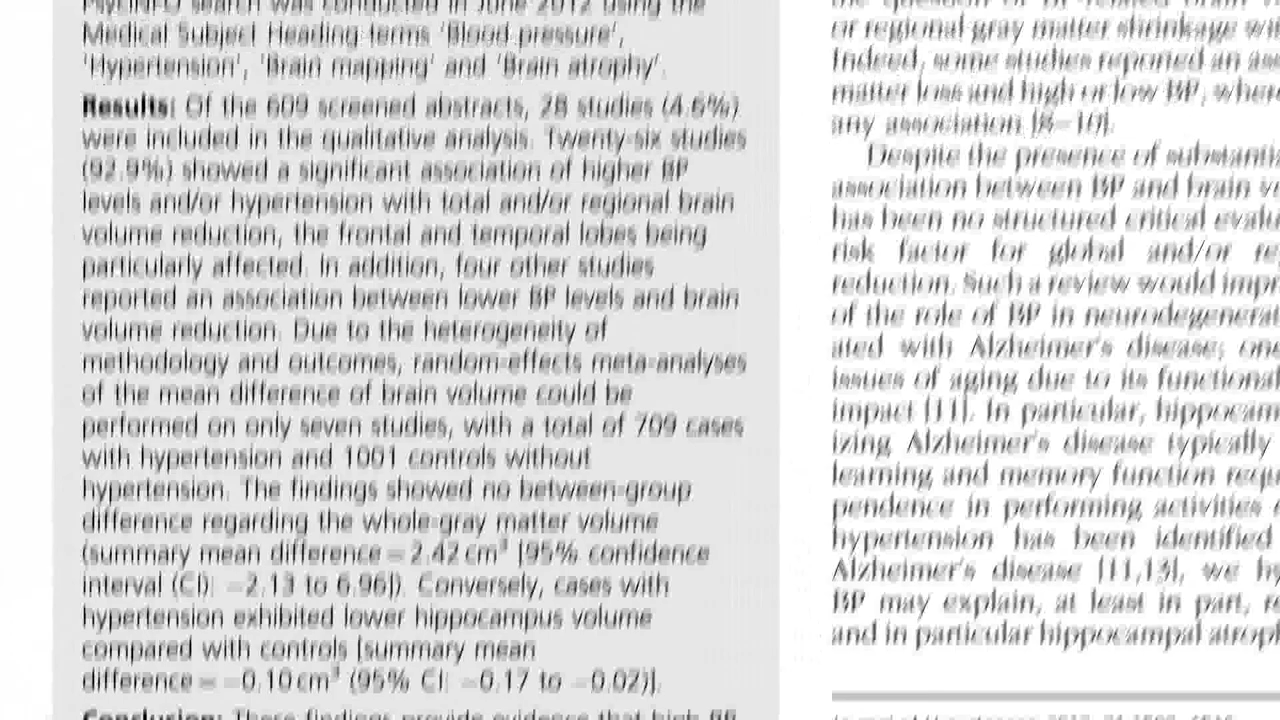 PsycINFO search was conducted in June 2012 using the
Medical Subject Heading terms 'Blood pressure',
'Hypertension', 'Brain mapping' and 'Brain atrophy'.
Results: Of the 609 screened abstracts, 28 studies (4.6%)
were included in the qualitative analysis. Twenty-six studies
(92.9%) showed a significant association of higher BP
levels and/or hypertension with total and/or regional brain
volume reduction, the frontal and temporal lobes being
particularly affected. In addition, four other studies
reported an association between lower BP levels and brain
volume reduction. Due to the heterogeneity of
methodology and outcomes, random-effects meta-analyses
of the mean difference of brain volume could be
performed on only seven studies, with a total of 709 cases
with hypertension and 1001 controls without
hypertension. The findings showed no between-group
difference regarding the whole-gray matter volume
(summary mean difference = 2.42 cm³ [95% confidence
interval (CI): −2.13 to 6.96]). Conversely, cases with
hypertension exhibited lower hippocampus volume
compared with controls [summary mean
difference = −0.10 cm³ (95% CI: −0.17 to −0.02)].
Conclusion: These findings provide evidence that high BP
or regional gray matter shrinkage
Indeed, some studies reported an
matter loss and high or low BP,
any association [8–10].
Despite the presence of
association between BP and brain
has been no structured critical
risk factor for global and/or
reduction. Such a review would
of the role of BP in
ated with Alzheimer's disease;
issues of aging due to its functional
impact [11]. In particular,
izing Alzheimer's disease typically
learning and memory function
pendence in performing activities
hypertension has been identified
Alzheimer's disease [11,13], we
BP may explain, at least in part,
and in particular hippocampal